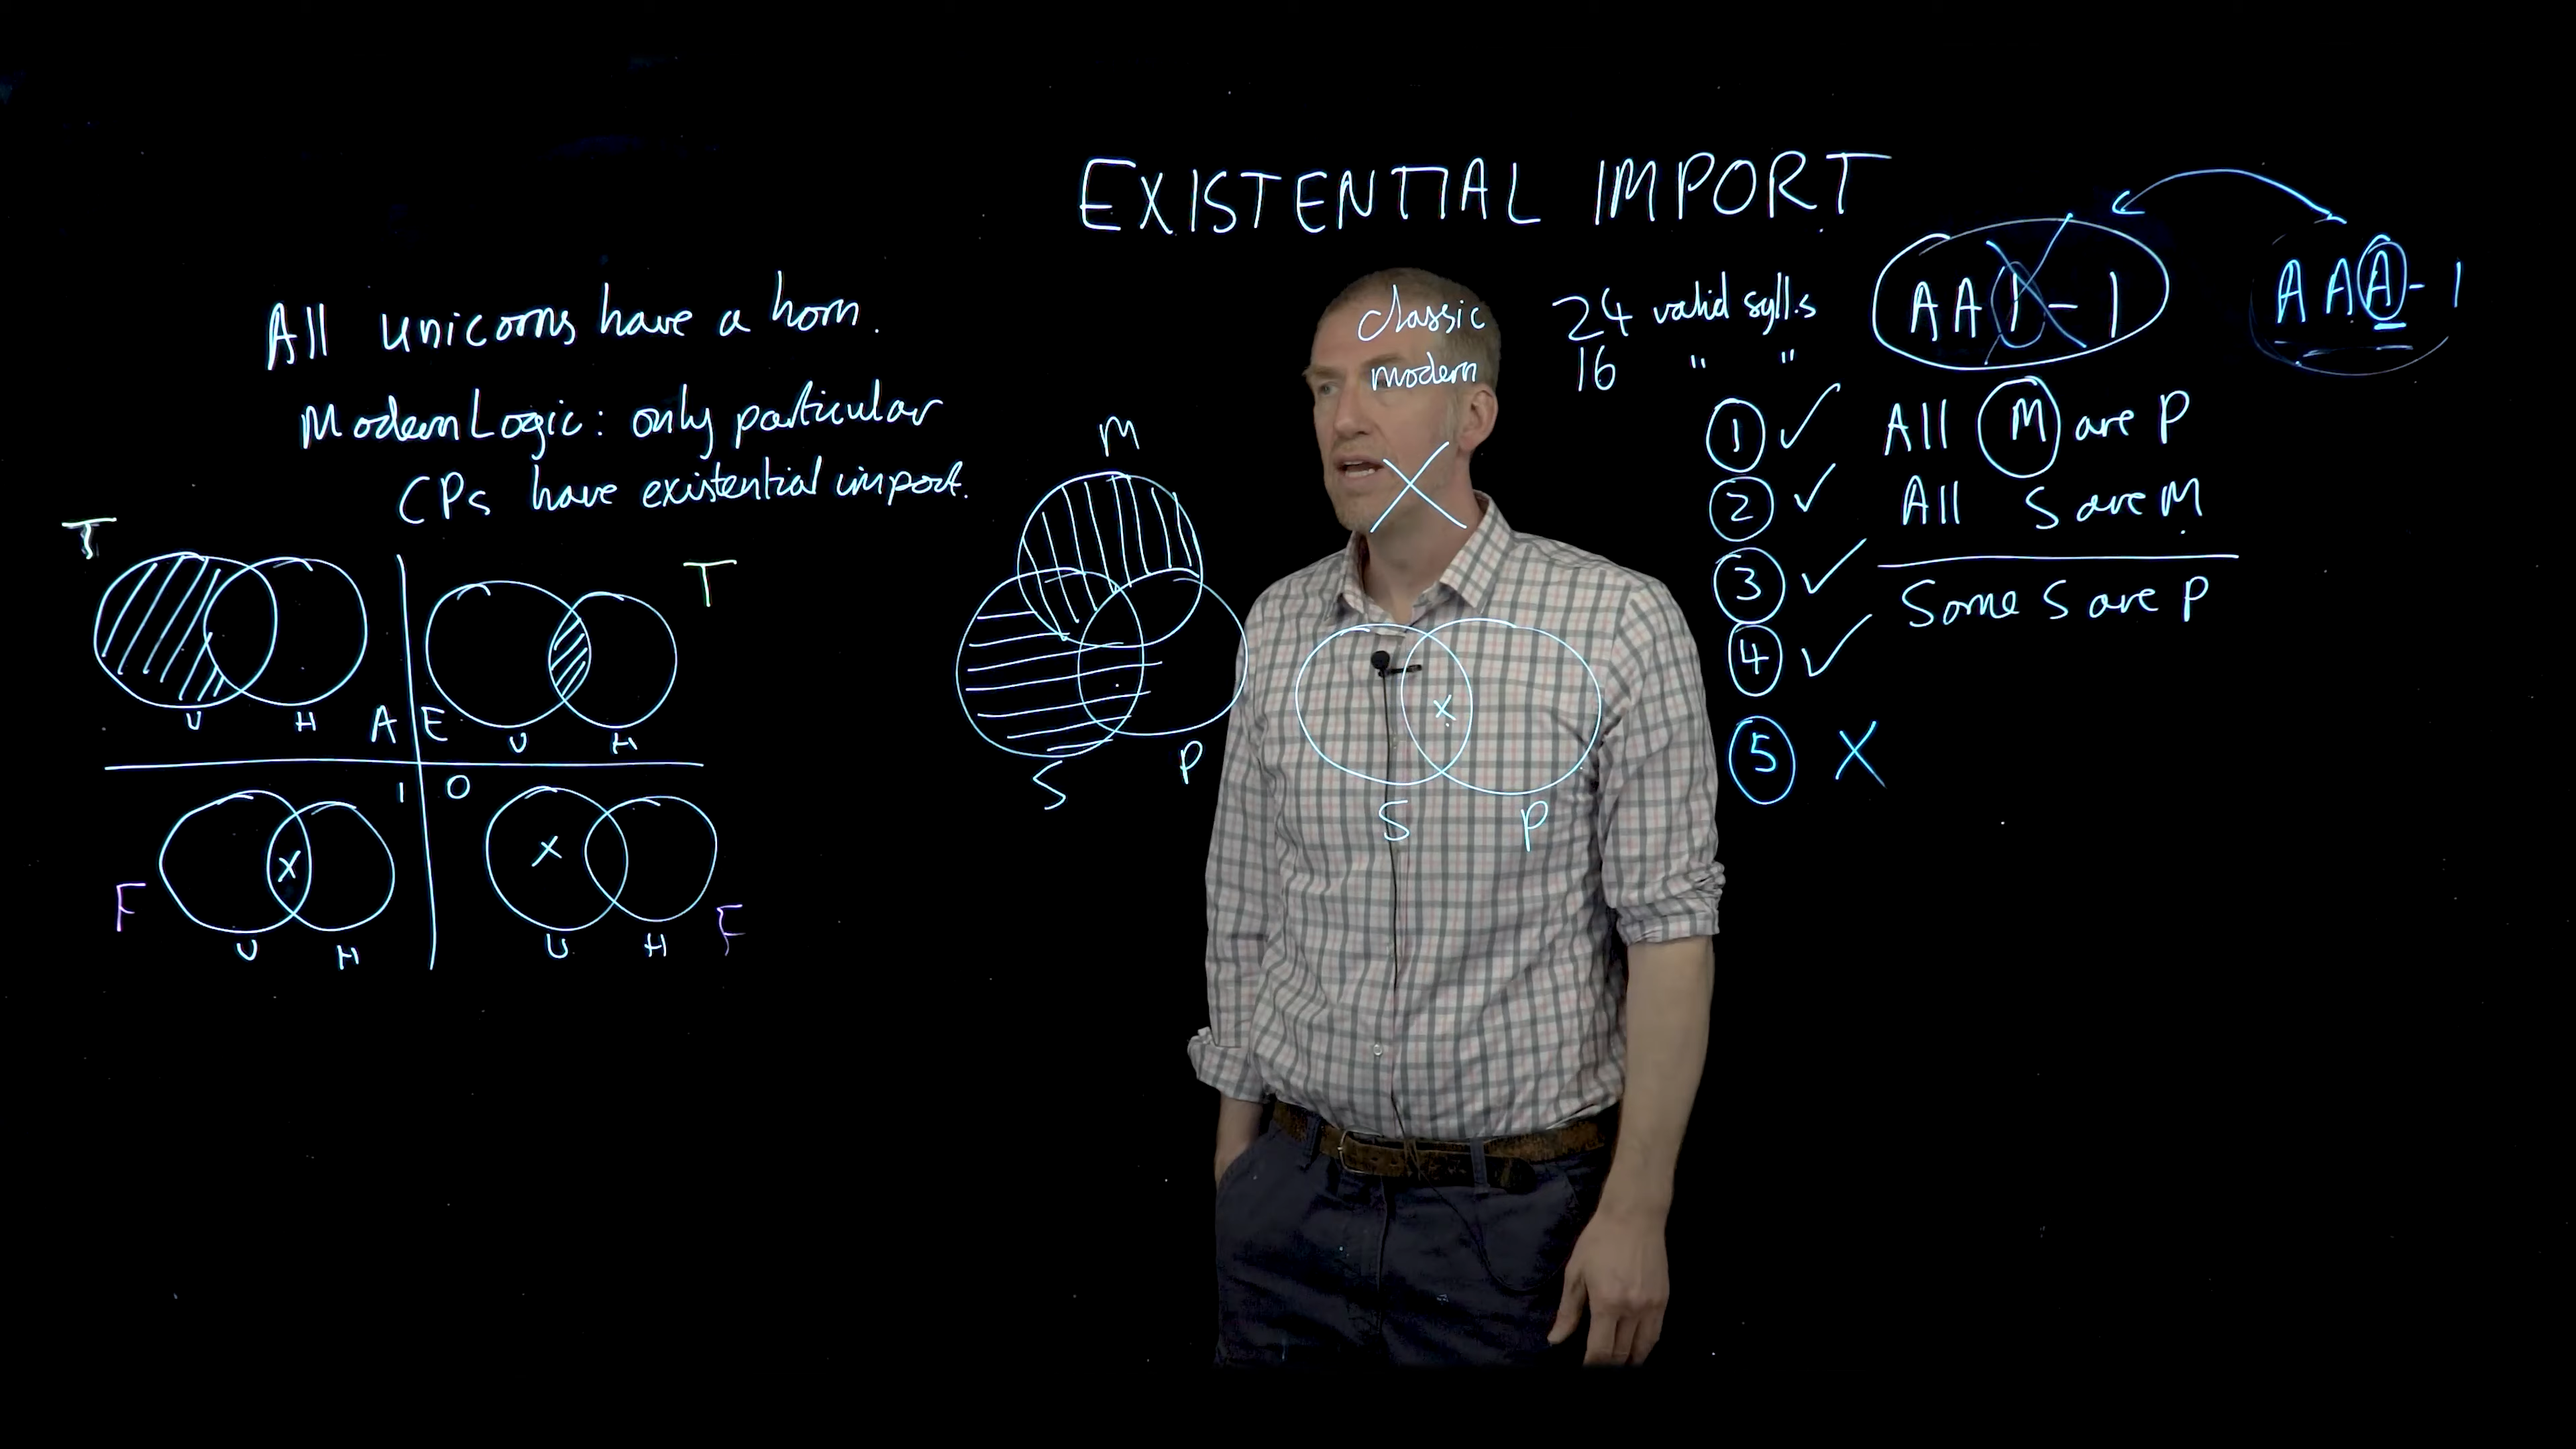 EXISTENTIAL IMPORT
All unicorns have a horn.
Modern Logic: only particular
CPs have existential import.
T
T
U H A E U H
I O
F
F
U H U H
classic 24 valid sylls
modern 16 " "
AAI-1
AAA-1
M
S P
X
X
S P
1 ✓ All M are P
2 ✓ All S are M
3 ✓ Some S are P
4 ✓
5 X